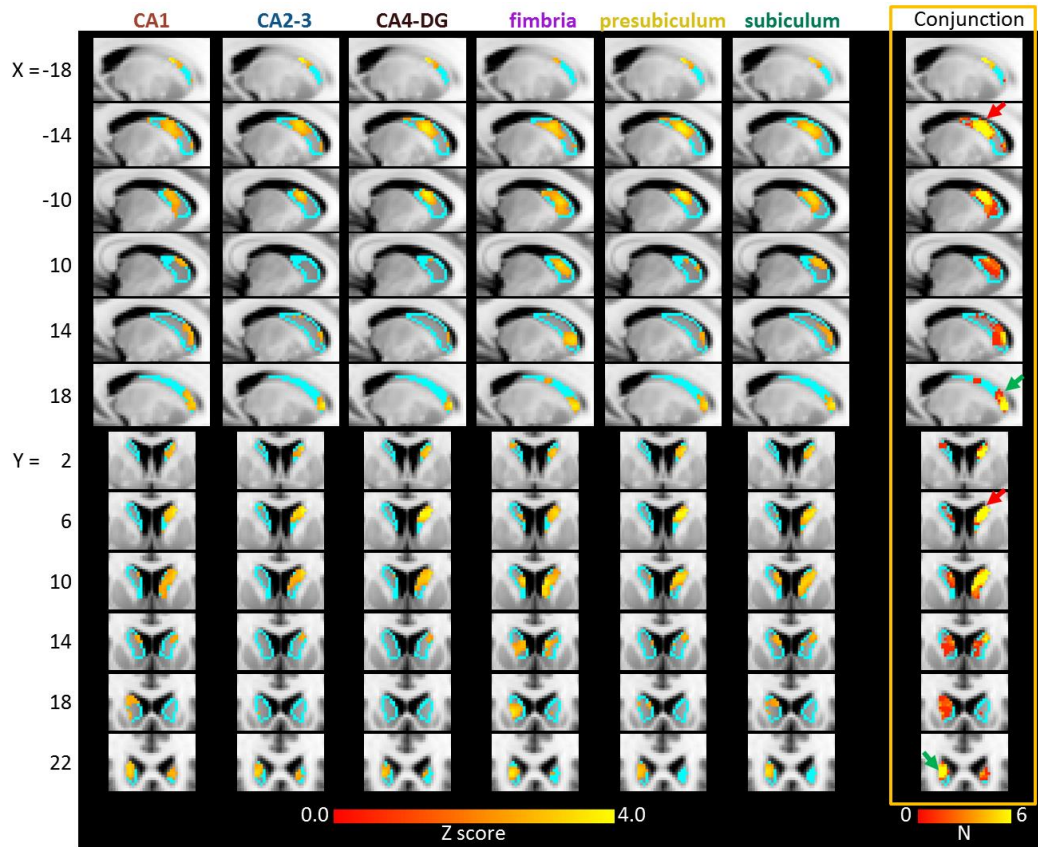 CA1 CA2-3 CA4-DG fimbria presubiculum subiculum Conjunction
X = -18
-14
-10
10
14
18
Y = 2
6
10
14
18
22
0.0 4.0 0 6
Z score N